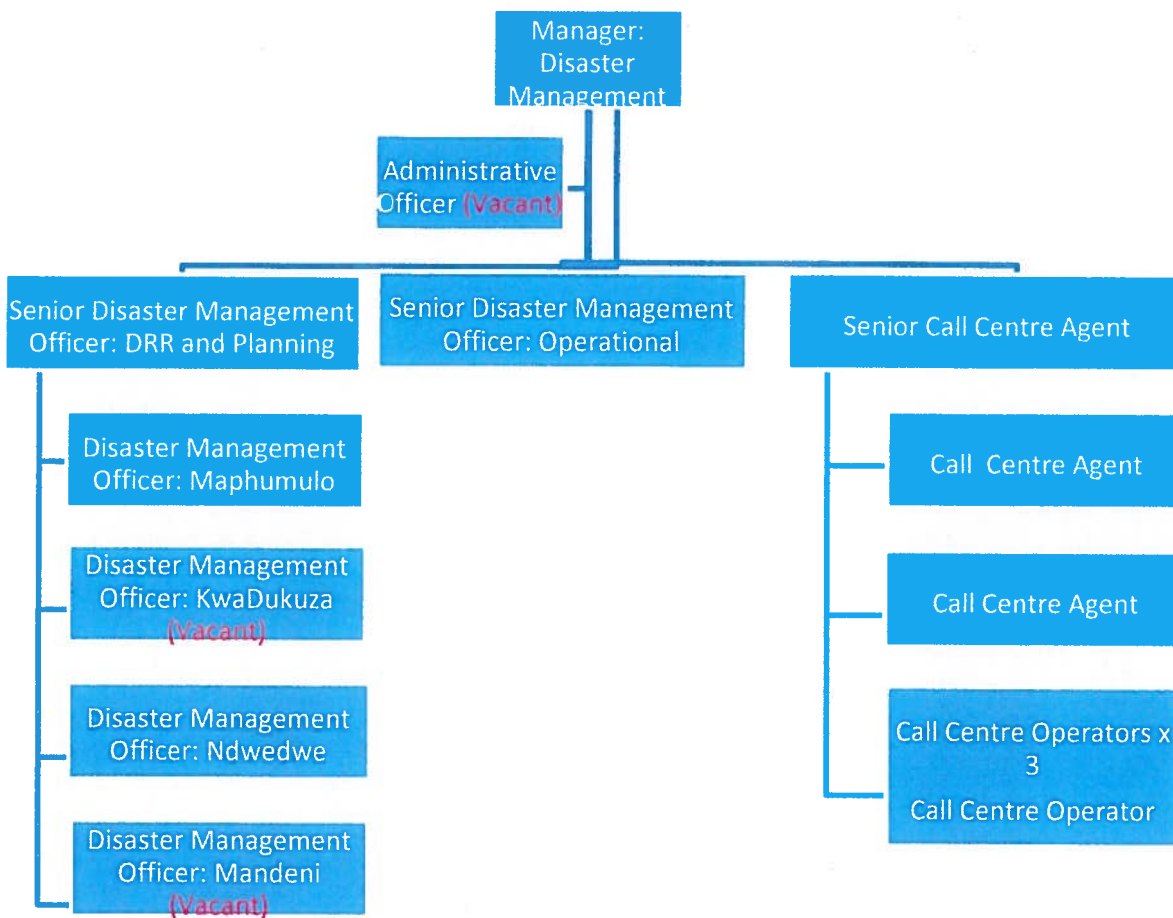 Manager:
Disaster
Management
Administrative
Officer (Vacant)
Senior Disaster Management
Officer: DRR and Planning
Senior Disaster Management
Officer: Operational
Senior Call Centre Agent
Disaster Management
Officer: Maphumulo
Disaster Management
Officer: KwaDukuza
(Vacant)
Disaster Management
Officer: Ndwedwe
Disaster Management
Officer: Mandeni
(Vacant)
Call Centre Agent
Call Centre Agent
Call Centre Operators x
3
Call Centre Operator